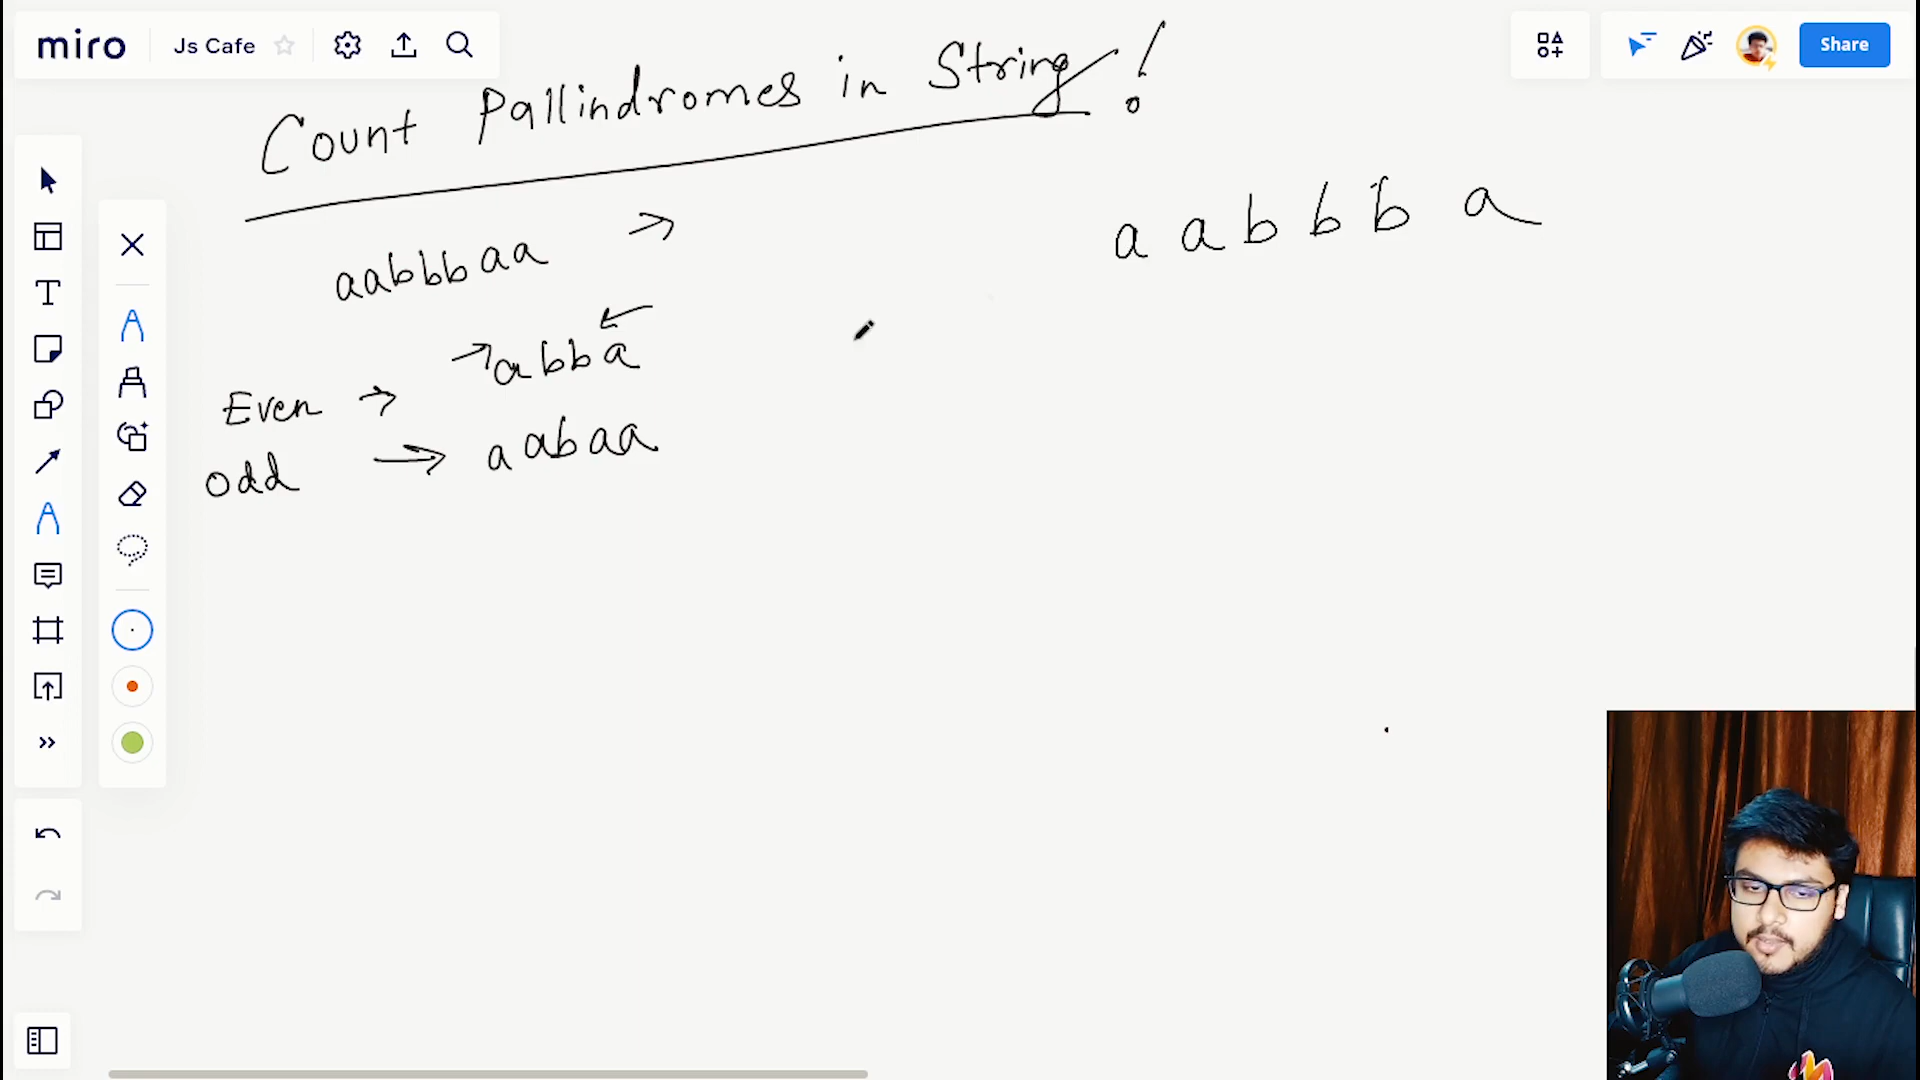 miro Js Cafe Share
Count Pallindromes in String!
aabbbaa →
a a b b b a
→ abba ←
Even →
odd → aabaa